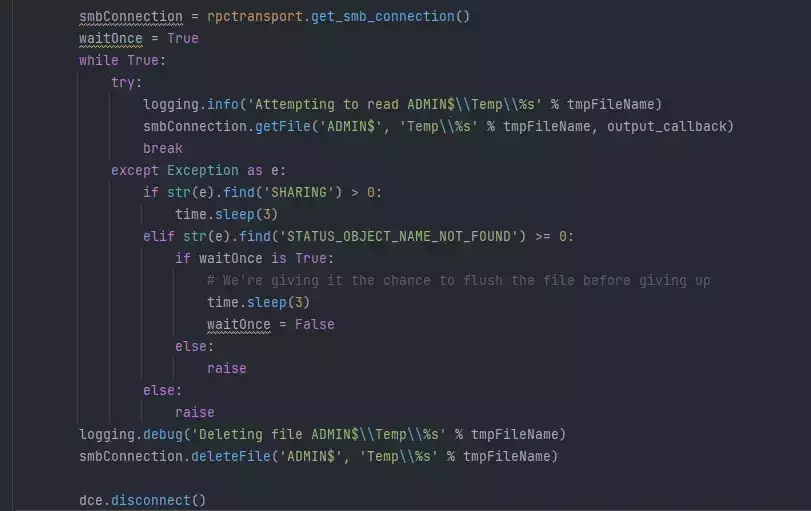 smbConnection = rpctransport.get_smb_connection()
waitOnce = True
while True:
try:
logging.info('Attempting to read ADMIN$\\Temp\\%s' % tmpFileName)
smbConnection.getFile('ADMIN$', 'Temp\\%s' % tmpFileName, output_callback)
break
except Exception as e:
if str(e).find('SHARING') > 0:
time.sleep(3)
elif str(e).find('STATUS_OBJECT_NAME_NOT_FOUND') >= 0:
if waitOnce is True:
# We're giving it the chance to flush the file before giving up
time.sleep(3)
waitOnce = False
else:
raise
else:
raise
logging.debug('Deleting file ADMIN$\\Temp\\%s' % tmpFileName)
smbConnection.deleteFile('ADMIN$', 'Temp\\%s' % tmpFileName)
dce.disconnect()